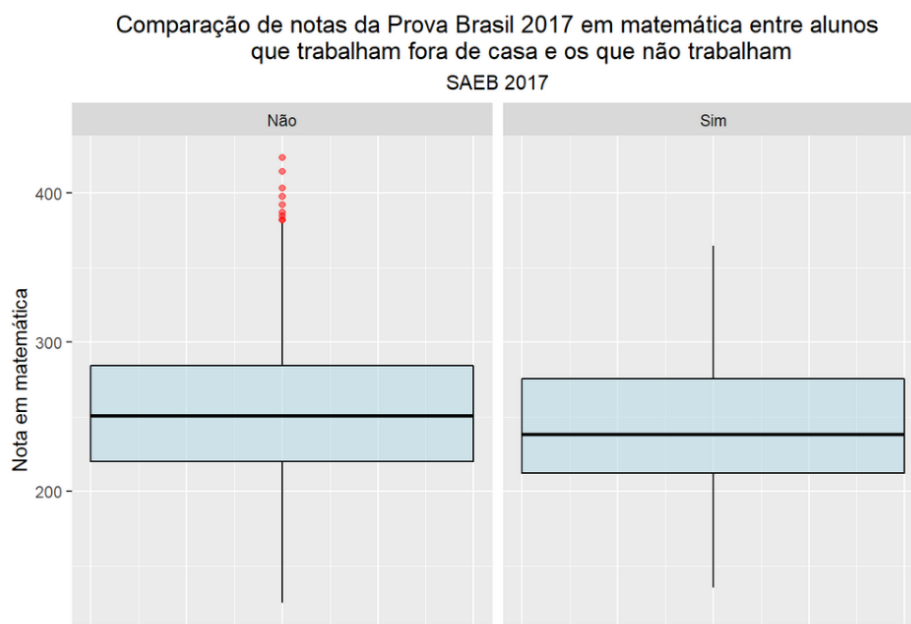 Comparação de notas da Prova Brasil 2017 em matemática entre alunos
que trabalham fora de casa e os que não trabalham
SAEB 2017
Não
Sim
Nota em matemática
400
300
200